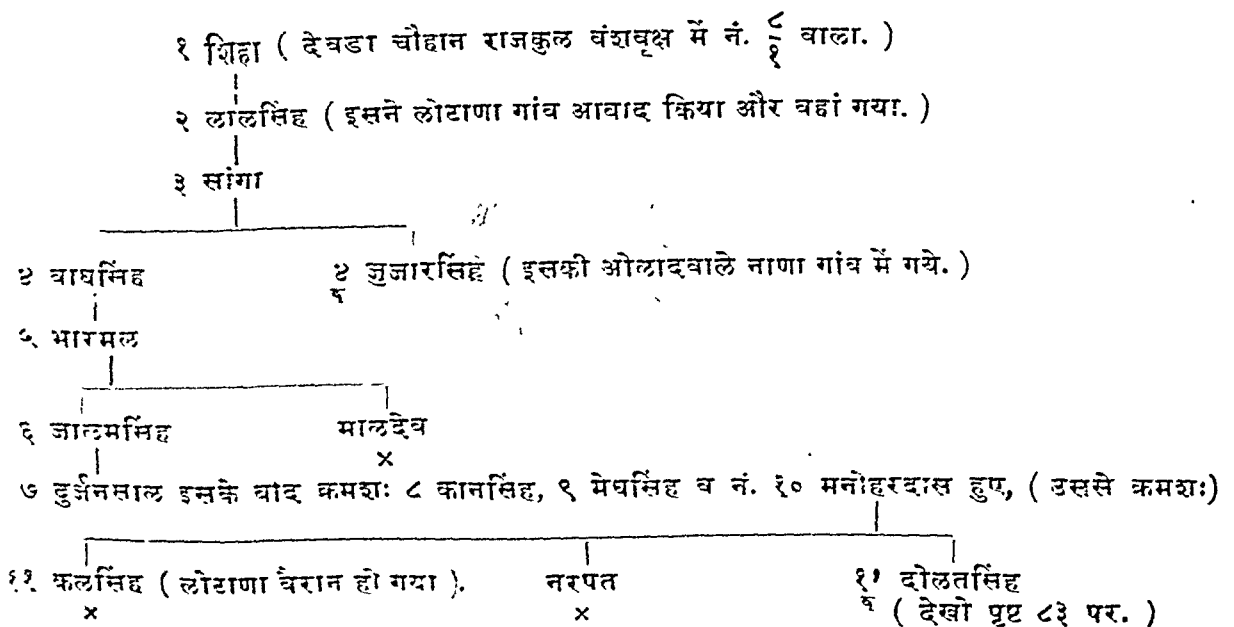 १ शिहा ( देवडा चौहान राजकुल वंशवृक्ष में नं. ८/१ वाला. )
२ लालसिंह ( इसने लोटाणा गांव आबाद किया और वहां गया. )
३ सांगा
४ वाघसिंह ४/६ जुजारसिंह ( इसकी ओलादवाले नाणा गांव में गये. )
५ भारमल
६ जालमसिंह मालदेव
×
७ दुर्जनसाल इसके बाद क्रमशः ८ कानसिंह, ९ मेघसिंह व नं. १० मनोहरदास हुए, ( उससे क्रमशः)
११ कलसिंह ( लोटाणा वैरान हो गया ). नरपत दोलतसिंह
× × ( देखो पृष्ट ८३ पर. )